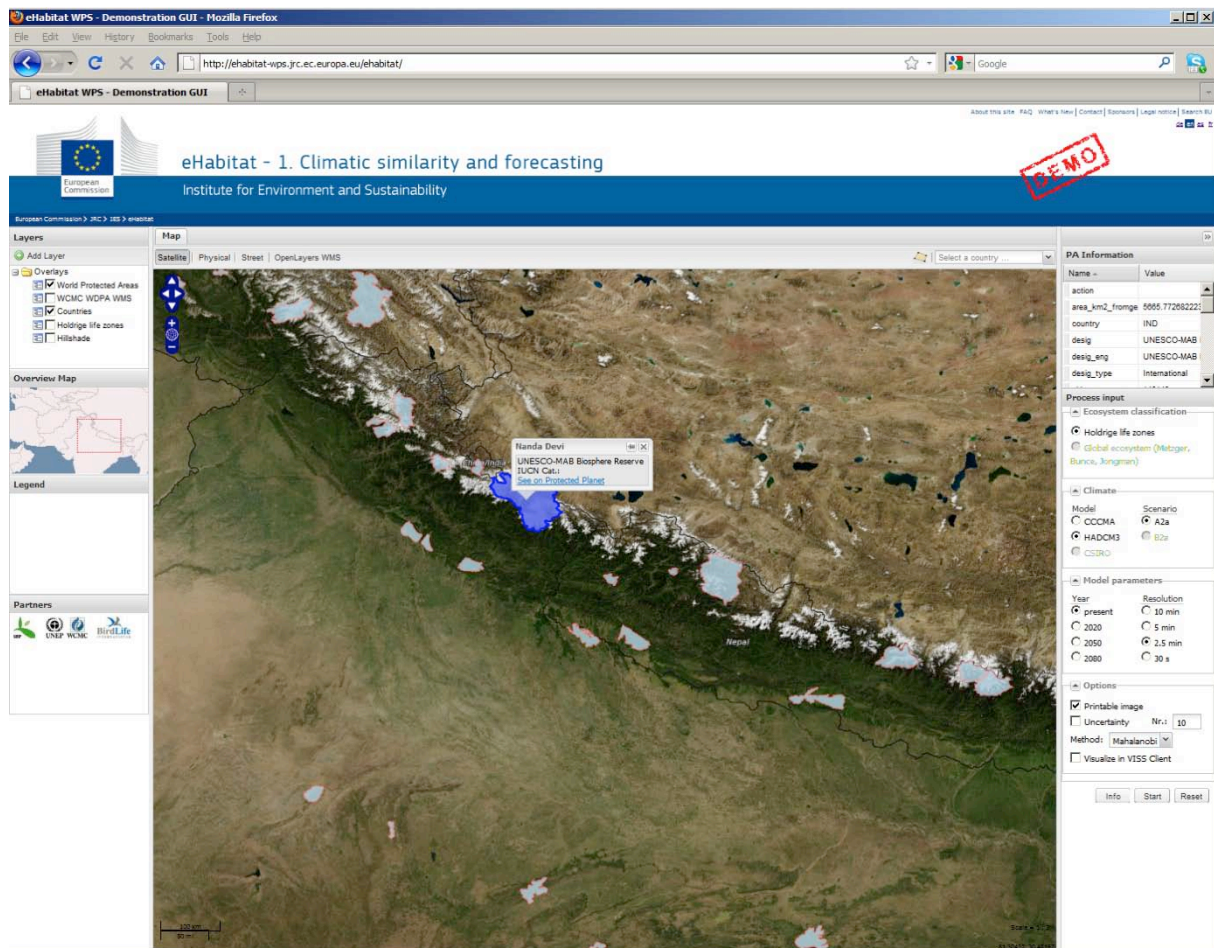 eHabitat WPS - Demonstration GUI - Mozilla Firefox
File Edit View History Bookmarks Tools Help
http://ehabitat-wps.jrc.ec.europa.eu/ehabitat/
Google
eHabitat WPS - Demonstration GUI
About this site FAQ What's New | Contact | Sponsors | Legal notice | Search EU
European
Commission
eHabitat - 1. Climatic similarity and forecasting
DEMO
Institute for Environment and Sustainability
European Commission > JRC > IES > eHabitat
Layers
Add Layer
Overlays
World Protected Areas
WCMC WDPA WMS
Countries
Holdrige life zones
Hillshade
Overview Map
Legend
Partners
UNEP WCMC
BirdLife
Map
Satellite Physical Street OpenLayers WMS
Select a country ...
Nanda Devi
UNESCO-MAB Biosphere Reserve
IUCN Cat.:
See on Protected Planet
Nepal
100 km
50 mi
PA Information
Name Value
action
area_km2_fromge 5665.772682223
country IND
desig UNESCO-MAB
desig_eng UNESCO-MAB
desig_type International
Process input
Ecosystem classification
Holdrige life zones
Global ecosystem (Metzger, Bunce, Jongman)
Climate
Model Scenario
CCCMA A2a
HADCM3 B2a
CSIRO
Model parameters
Year Resolution
present 10 min
2020 5 min
2050 2.5 min
2080 30 s
Options
Printable image
Uncertainty Nr.: 10
Method: Mahalanobi
Visualize in VISS Client
Info Start Reset